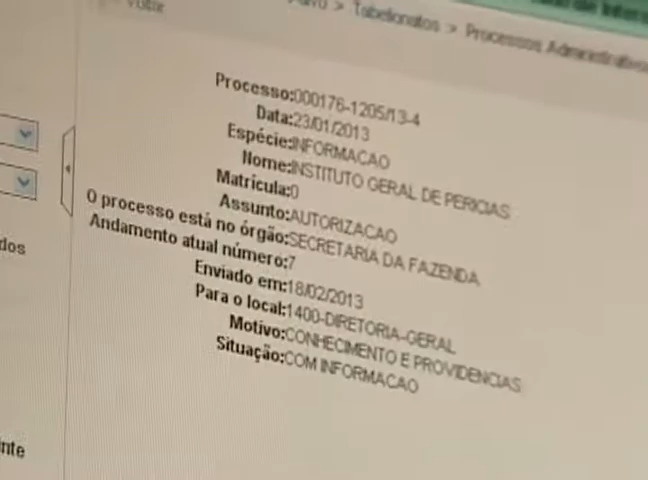 Voltar
> Tabelionatos > Processos Administrativos
Processo:000176-1205/13-4
Data:23/01/2013
Espécie:INFORMACAO
Nome:INSTITUTO GERAL DE PERICIAS
Matrícula:0
Assunto:AUTORIZACAO
O processo está no órgão:SECRETARIA DA FAZENDA
Andamento atual número:7
Enviado em:18/02/2013
Para o local:1400-DIRETORIA-GERAL
Motivo:CONHECIMENTO E PROVIDENCIAS
Situação:COM INFORMACAO
dos
inte